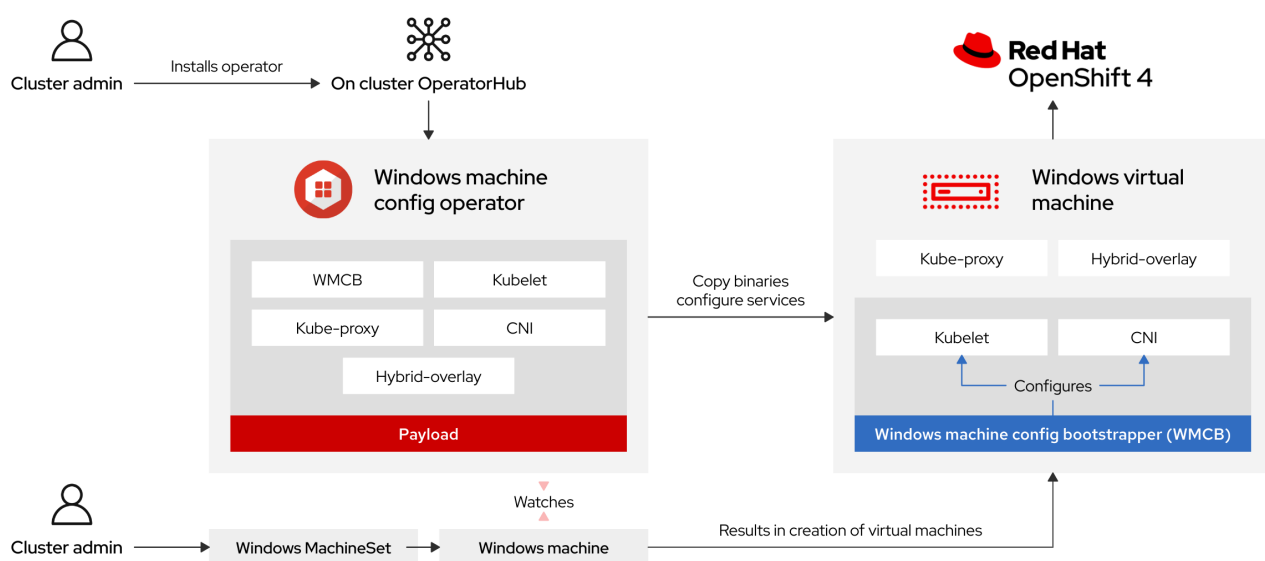 Cluster admin
Installs operator
On cluster OperatorHub
Red Hat
OpenShift 4
Windows machine
config operator
WMCB
Kubelet
Kube-proxy
CNI
Hybrid-overlay
Payload
Copy binaries
configure services
Windows virtual
machine
Kube-proxy
Hybrid-overlay
Kubelet
CNI
Configures
Windows machine config bootstrapper (WMCB)
Watches
Cluster admin
Windows MachineSet
Windows machine
Results in creation of virtual machines